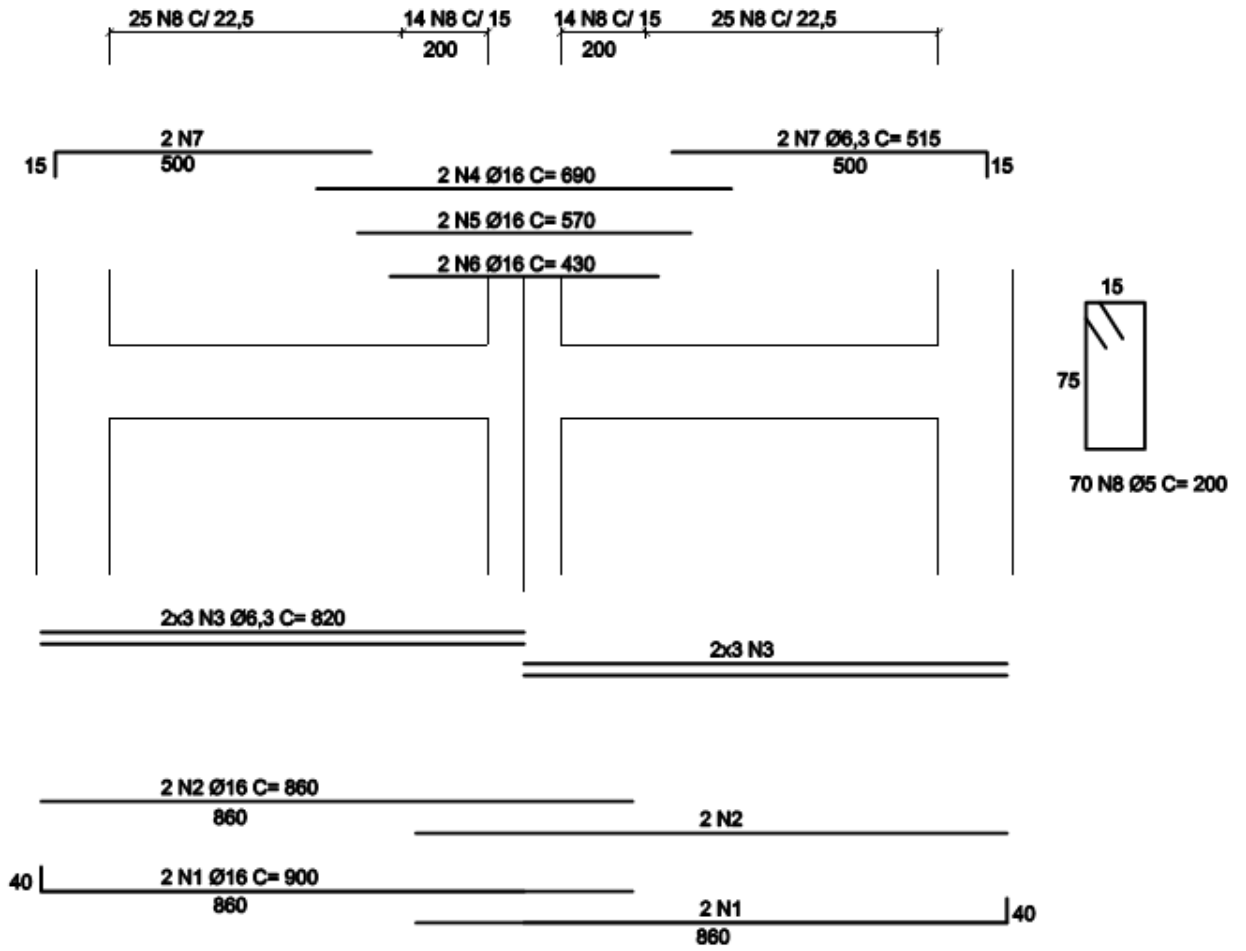 25 N8 C/ 22,5 14 N8 C/ 15 14 N8 C/ 15 25 N8 C/ 22,5
200 200
2 N7 2 N7 Ø6,3 C= 515
15 500 500 15
2 N4 Ø16 C= 690
2 N5 Ø16 C= 570
2 N6 Ø16 C= 430
15
75
70 N8 Ø5 C= 200
2x3 N3 Ø6,3 C= 820
2x3 N3
2 N2 Ø16 C= 860
860
2 N2
40 2 N1 Ø16 C= 900
860
2 N1 40
860